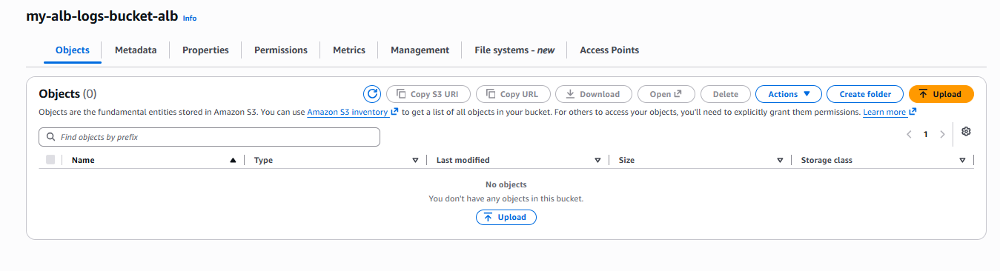 my-alb-logs-bucket-alb Info
Objects Metadata Properties Permissions Metrics Management File systems - new Access Points
Objects (0) Copy S3 URI Copy URL Download Open Delete Actions Create folder Upload
Objects are the fundamental entities stored in Amazon S3. You can use Amazon S3 inventory to get a list of all objects in your bucket. For others to access your objects, you'll need to explicitly grant them permissions. Learn more
Find objects by prefix 1
Name Type Last modified Size Storage class
No objects
You don't have any objects in this bucket.
Upload